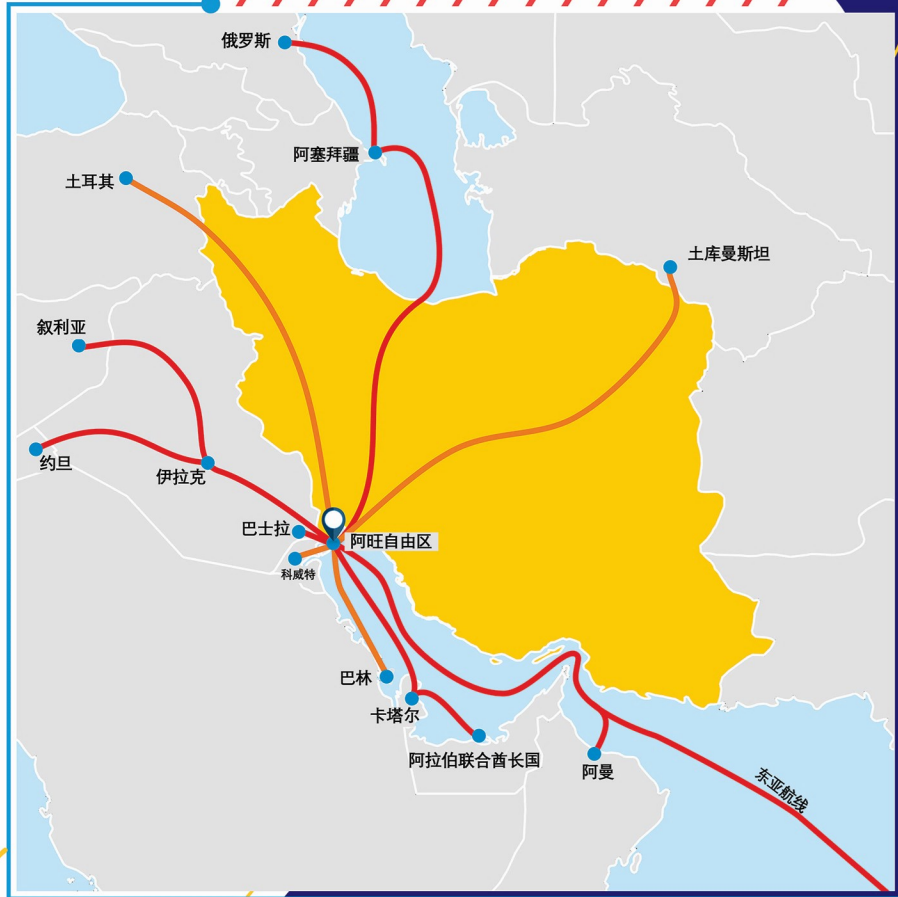 俄罗斯
阿塞拜疆
土耳其
土库曼斯坦
叙利亚
约旦
伊拉克
巴士拉
阿旺自由区
科威特
巴林
卡塔尔
阿拉伯联合酋长国
阿曼
东亚航线